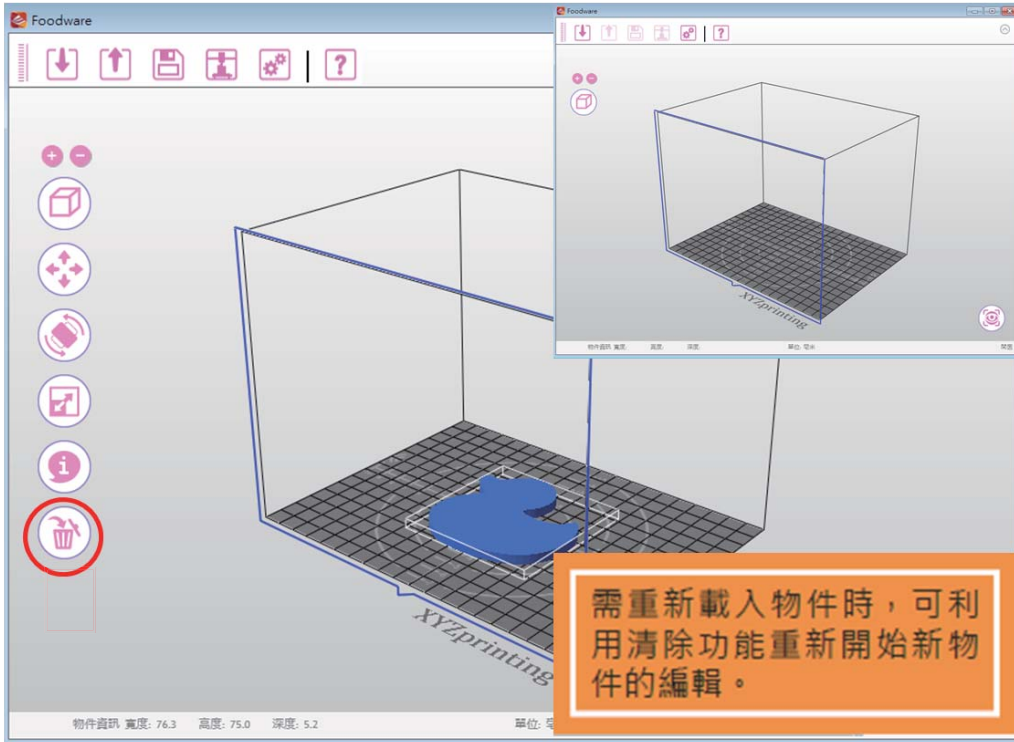 Foodware
Foodware
XYZprinting
XYZprinting
物件資訊 寬度: 高度: 深度: 單位: 毫米
需重新載入物件時，可利
用清除功能重新開始新物
件的編輯。
物件資訊 寬度: 76.3 高度: 75.0 深度: 5.2 單位: